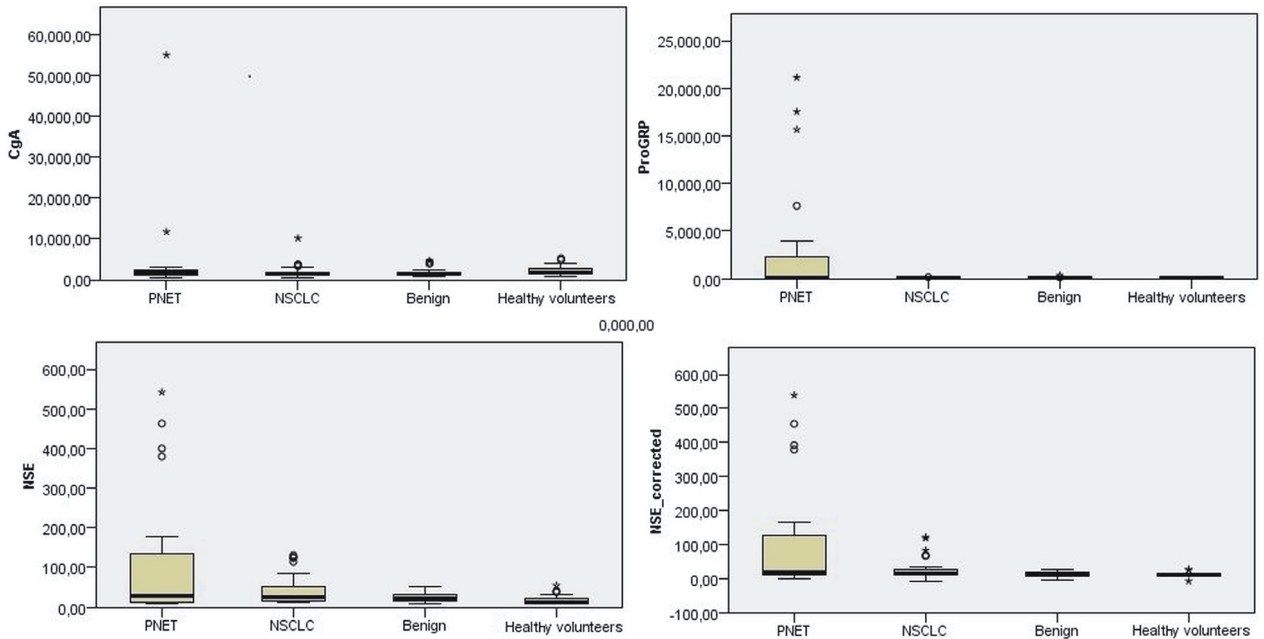 CgA
60,000,00
50,000,00
40,000,00
30,000,00
20,000,00
10,000,00
0,00
PNET
NSCLC
Benign
Healthy volunteers
ProGRP
25,000,00
20,000,00
15,000,00
10,000,00
5,000,00
0,00
PNET
NSCLC
Benign
Healthy volunteers
0,000,00
NSE
600,00
500,00
400,00
300,00
200,00
100,00
0,00
PNET
NSCLC
Benign
Healthy volunteers
NSE_corrected
600,00
500,00
400,00
300,00
200,00
100,00
0,00
-100,00
PNET
NSCLC
Benign
Healthy volunteers